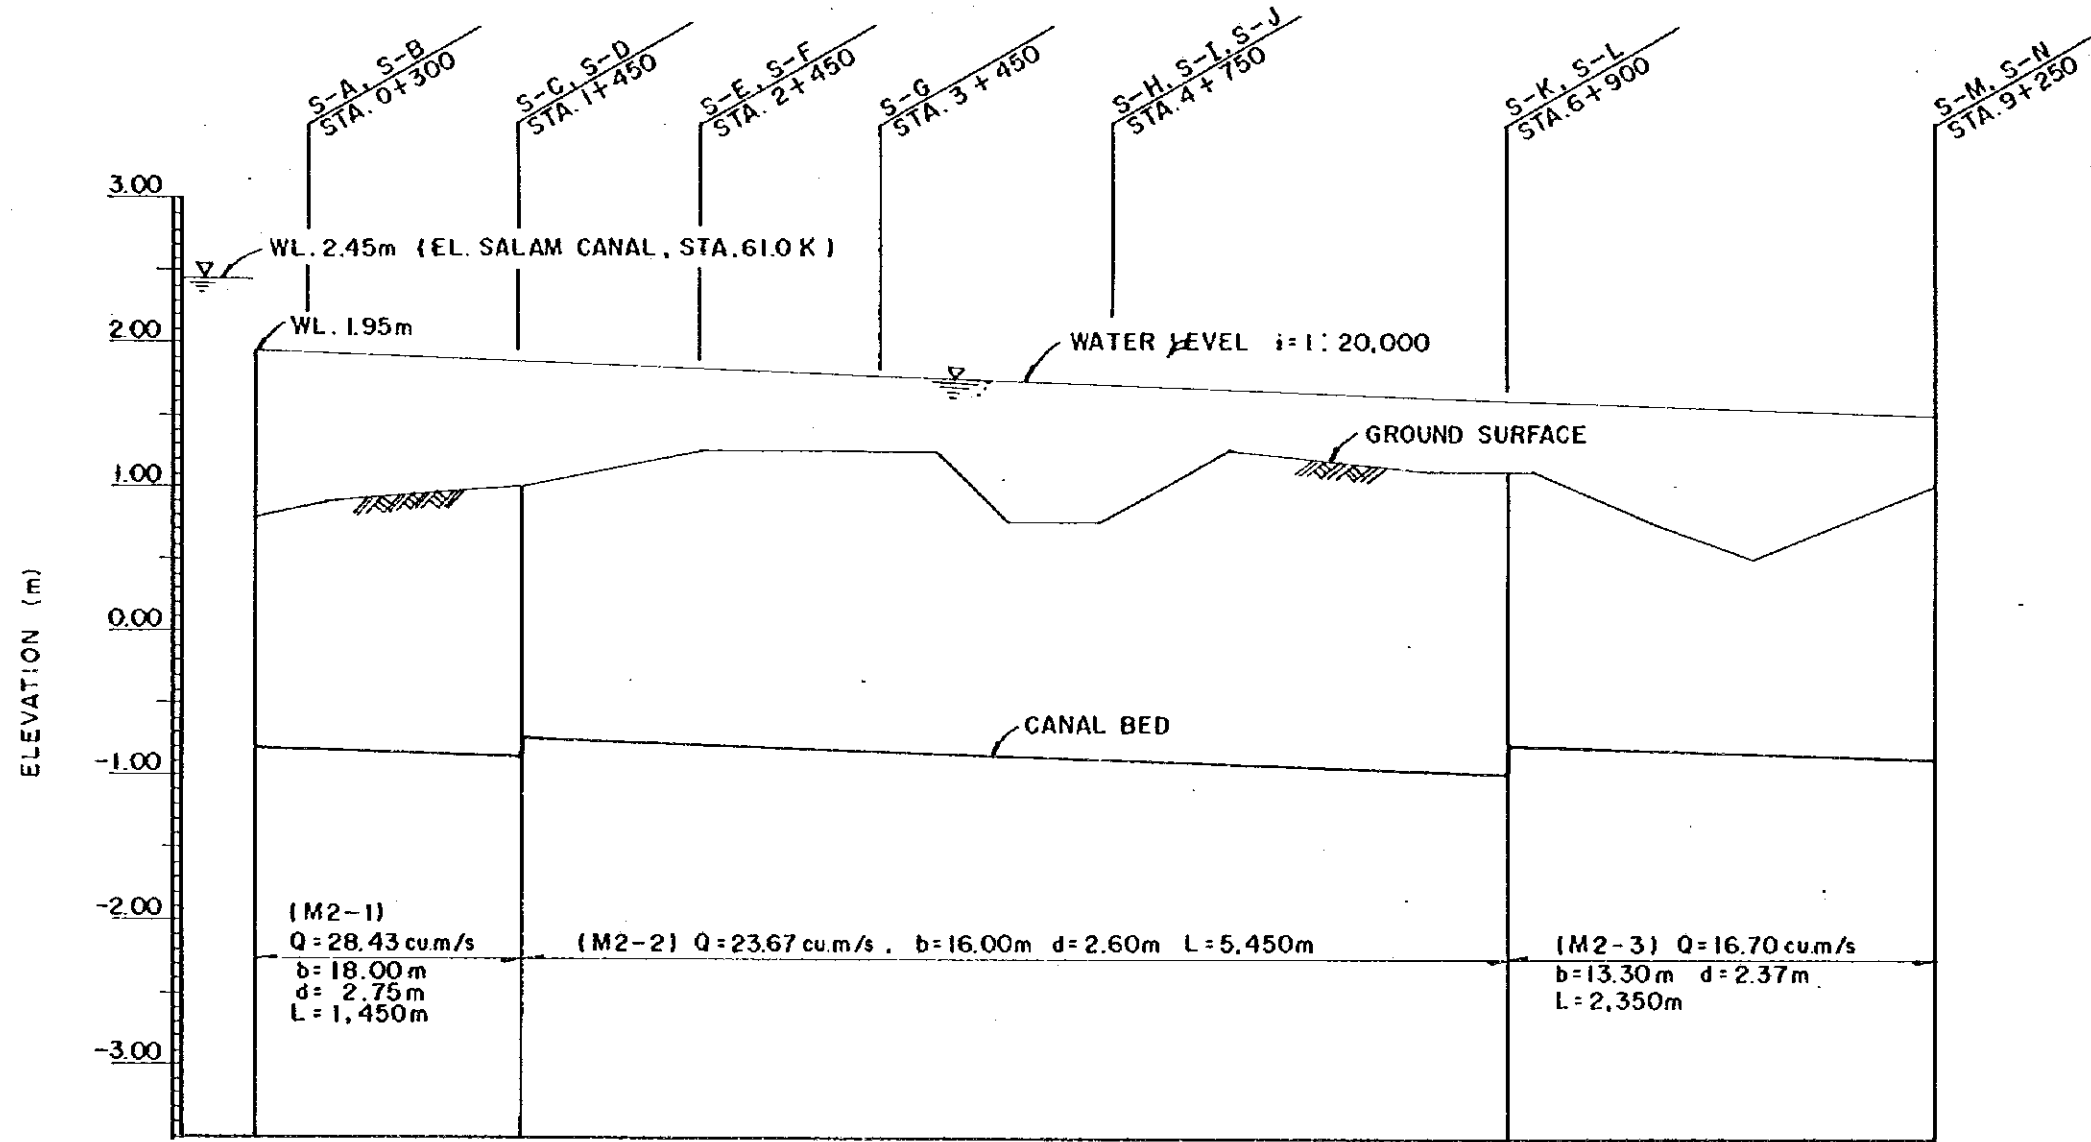 S-A, S-B
STA. 0+300
S-C, S-D
STA. 1+450
S-E, S-F
STA. 2+450
S-G
STA. 3+450
S-H, S-I, S-J
STA. 4+750
S-K, S-L
STA. 6+900
S-M, S-N
STA. 9+250
3.00
WL. 2.45m (EL. SALAM CANAL, STA. 61.0 K)
2.00
WL. 1.95m
WATER LEVEL i=1:20,000
GROUND SURFACE
1.00
0.00
ELEVATION (m)
CANAL BED
-1.00
-2.00
(M2-1)
Q=28.43 cu.m/s
b=18.00m
d= 2.75m
L=1,450m
(M2-2) Q=23.67 cu.m/s. b=16.00m d=2.60m L=5,450m
(M2-3) Q=16.70 cu.m/s
b=13.30m d=2.37m
L=2,350m
-3.00